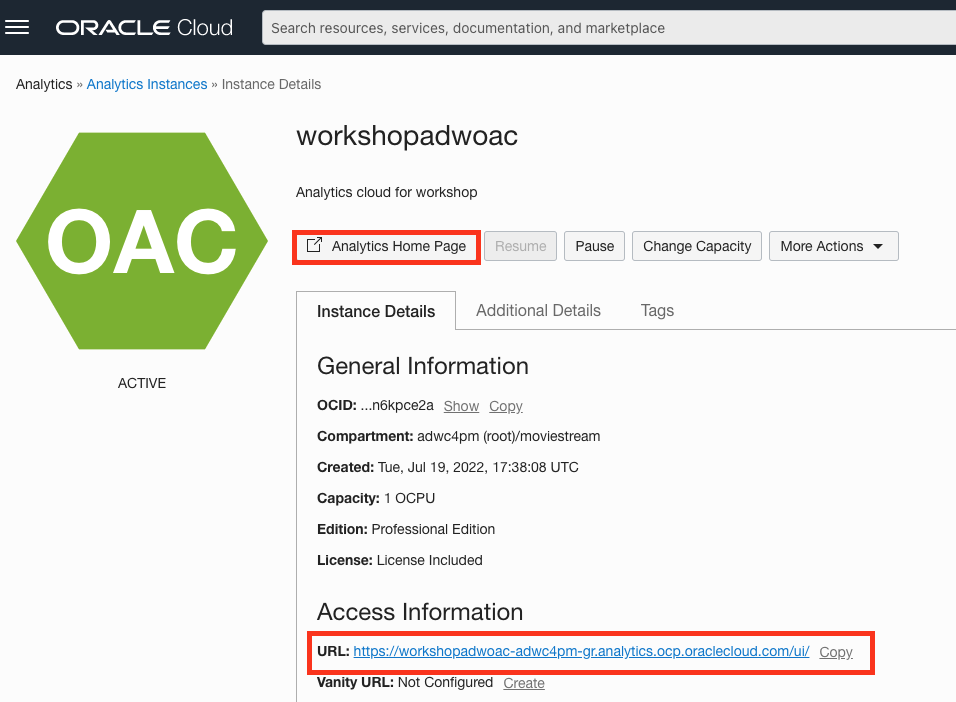 ORACLE Cloud
Search resources, services, documentation, and marketplace
Analytics » Analytics Instances » Instance Details
OAC
ACTIVE
workshopadwoac
Analytics cloud for workshop
Analytics Home Page Resume Pause Change Capacity More Actions
Instance Details Additional Details Tags
General Information
OCID: ...n6kpce2a Show Copy
Compartment: adwc4pm (root)/moviestream
Created: Tue, Jul 19, 2022, 17:38:08 UTC
Capacity: 1 OCPU
Edition: Professional Edition
License: License Included
Access Information
URL: https://workshopadwoac-adwc4pm-gr.analytics.ocp.oraclecloud.com/ui/ Copy
Vanity URL: Not Configured Create